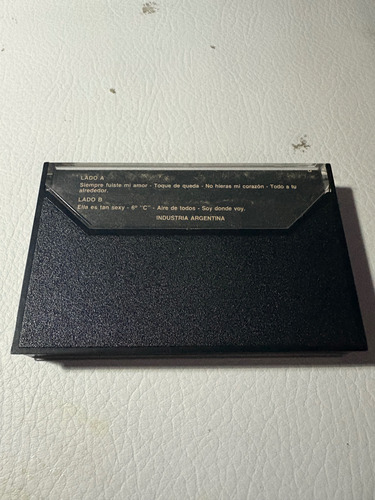 LADO A
Siempre fuiste mi amor - Toque de queda - No hieras mi corazón - Todo a tu
alrededor.
LADO B
Ella es tan sexy - 6º "C" - Aire de todos - Soy donde voy.
INDUSTRIA ARGENTINA